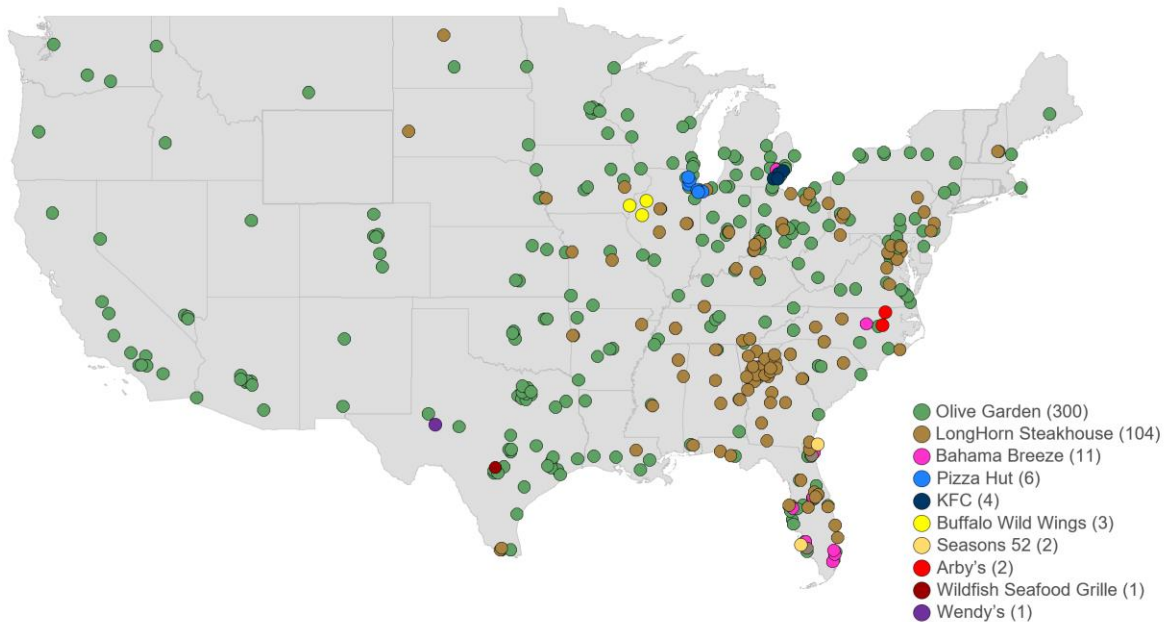 Olive Garden (300)
LongHorn Steakhouse (104)
Bahama Breeze (11)
Pizza Hut (6)
KFC (4)
Buffalo Wild Wings (3)
Seasons 52 (2)
Arby's (2)
Wildfish Seafood Grille (1)
Wendy's (1)